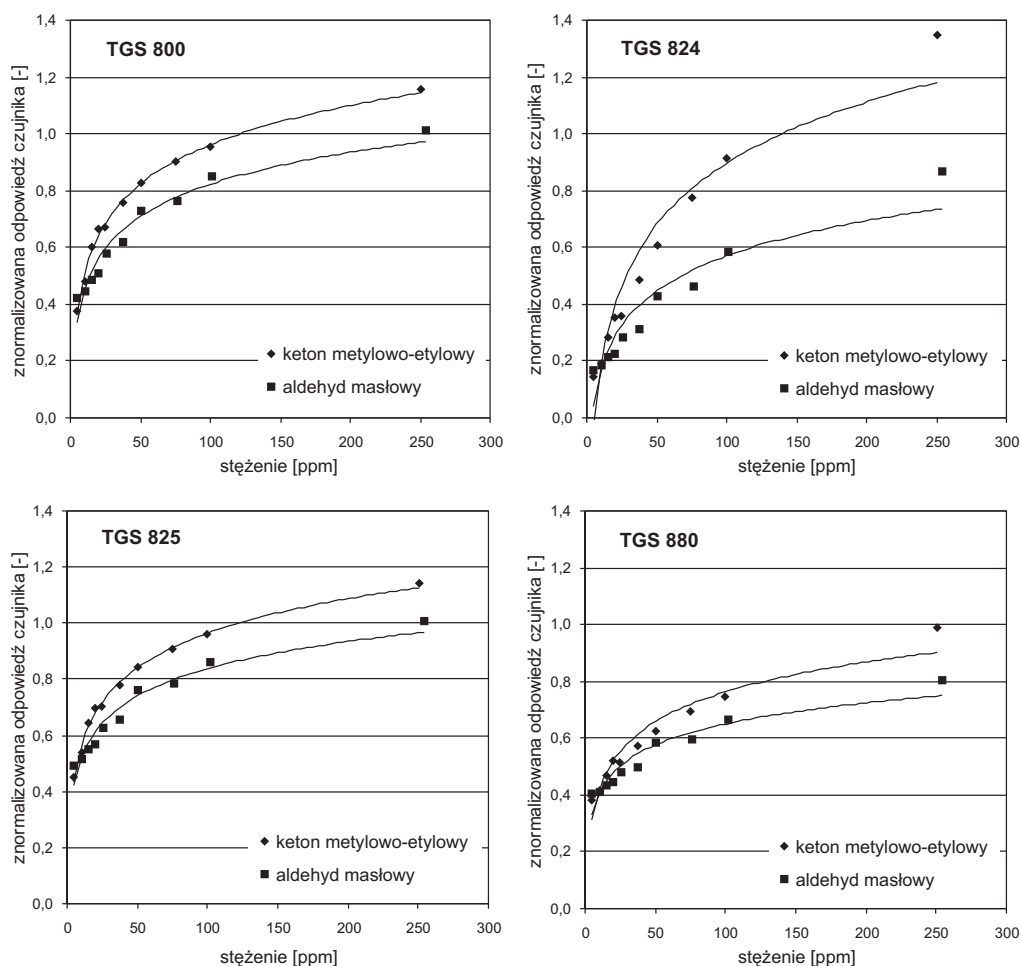 TGS 800
znormalizowana odpowiedź czujnika [-]
1,4
1,2
1,0
0,8
0,6
0,4
0,2
0,0
keton metylowo-etylowy
aldehyd masłowy
0 50 100 150 200 250 300
stężenie [ppm]
TGS 824
znormalizowana odpowiedź czujnika [-]
1,4
1,2
1,0
0,8
0,6
0,4
0,2
0,0
keton metylowo-etylowy
aldehyd masłowy
0 50 100 150 200 250 300
stężenie [ppm]
TGS 825
znormalizowana odpowiedź czujnika [-]
1,4
1,2
1,0
0,8
0,6
0,4
0,2
0,0
keton metylowo-etylowy
aldehyd masłowy
0 50 100 150 200 250 300
stężenie [ppm]
TGS 880
znormalizowana odpowiedź czujnika [-]
1,4
1,2
1,0
0,8
0,6
0,4
0,2
0,0
keton metylowo-etylowy
aldehyd masłowy
0 50 100 150 200 250 300
stężenie [ppm]